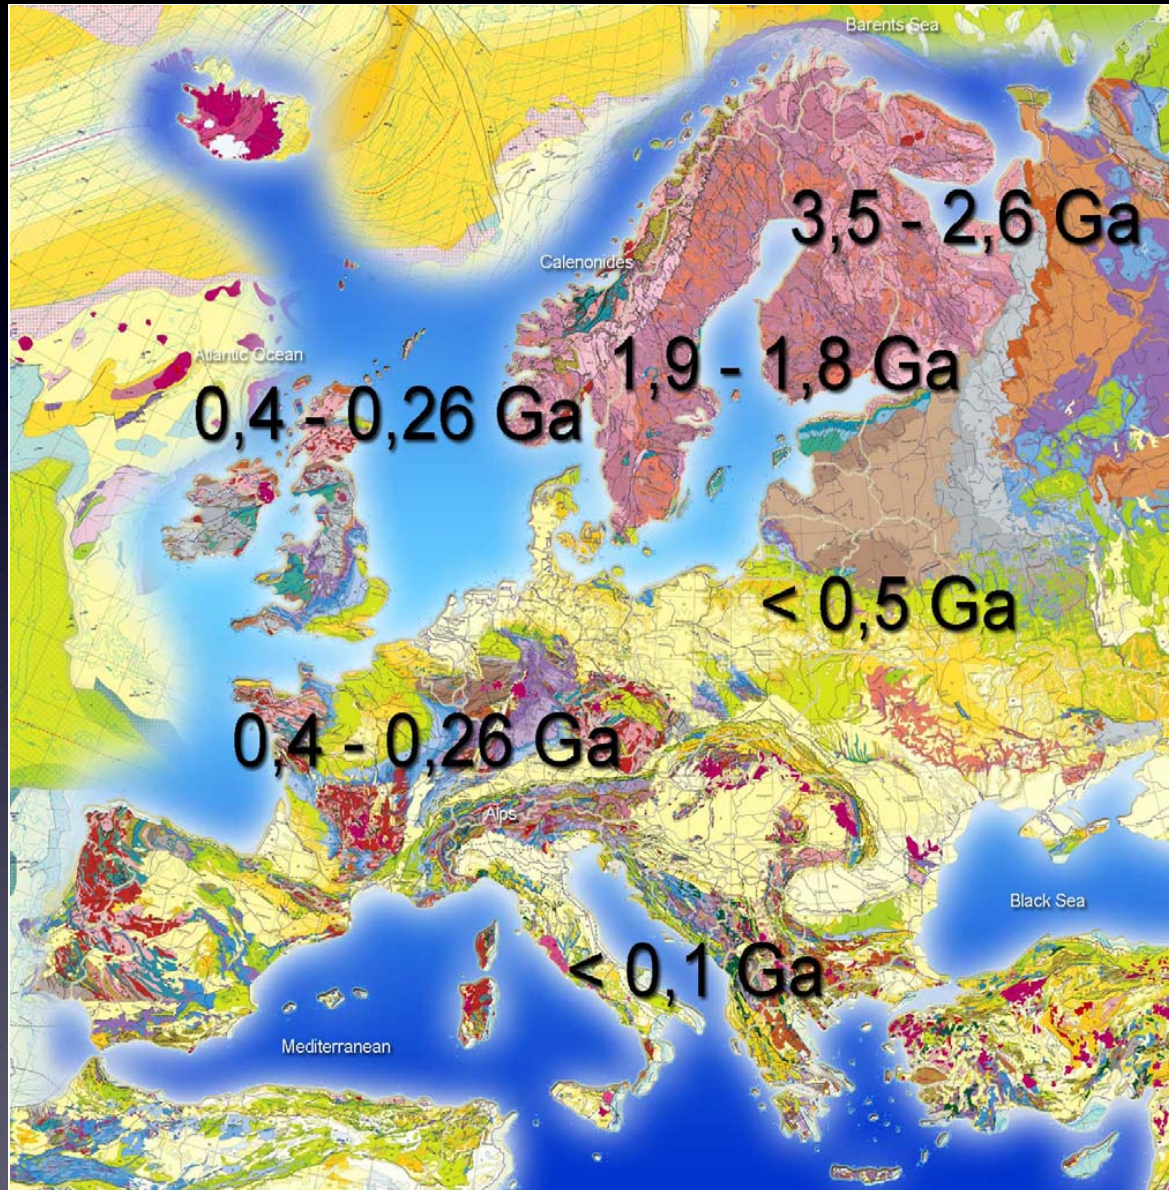 Barents Sea
3,5 - 2,6 Ga
Calenonides
Atlantic Ocean
1,9 - 1,8 Ga
0,4 - 0,26 Ga
< 0,5 Ga
0,4 - 0,26 Ga
Alps
Black Sea
< 0,1 Ga
Mediterranean